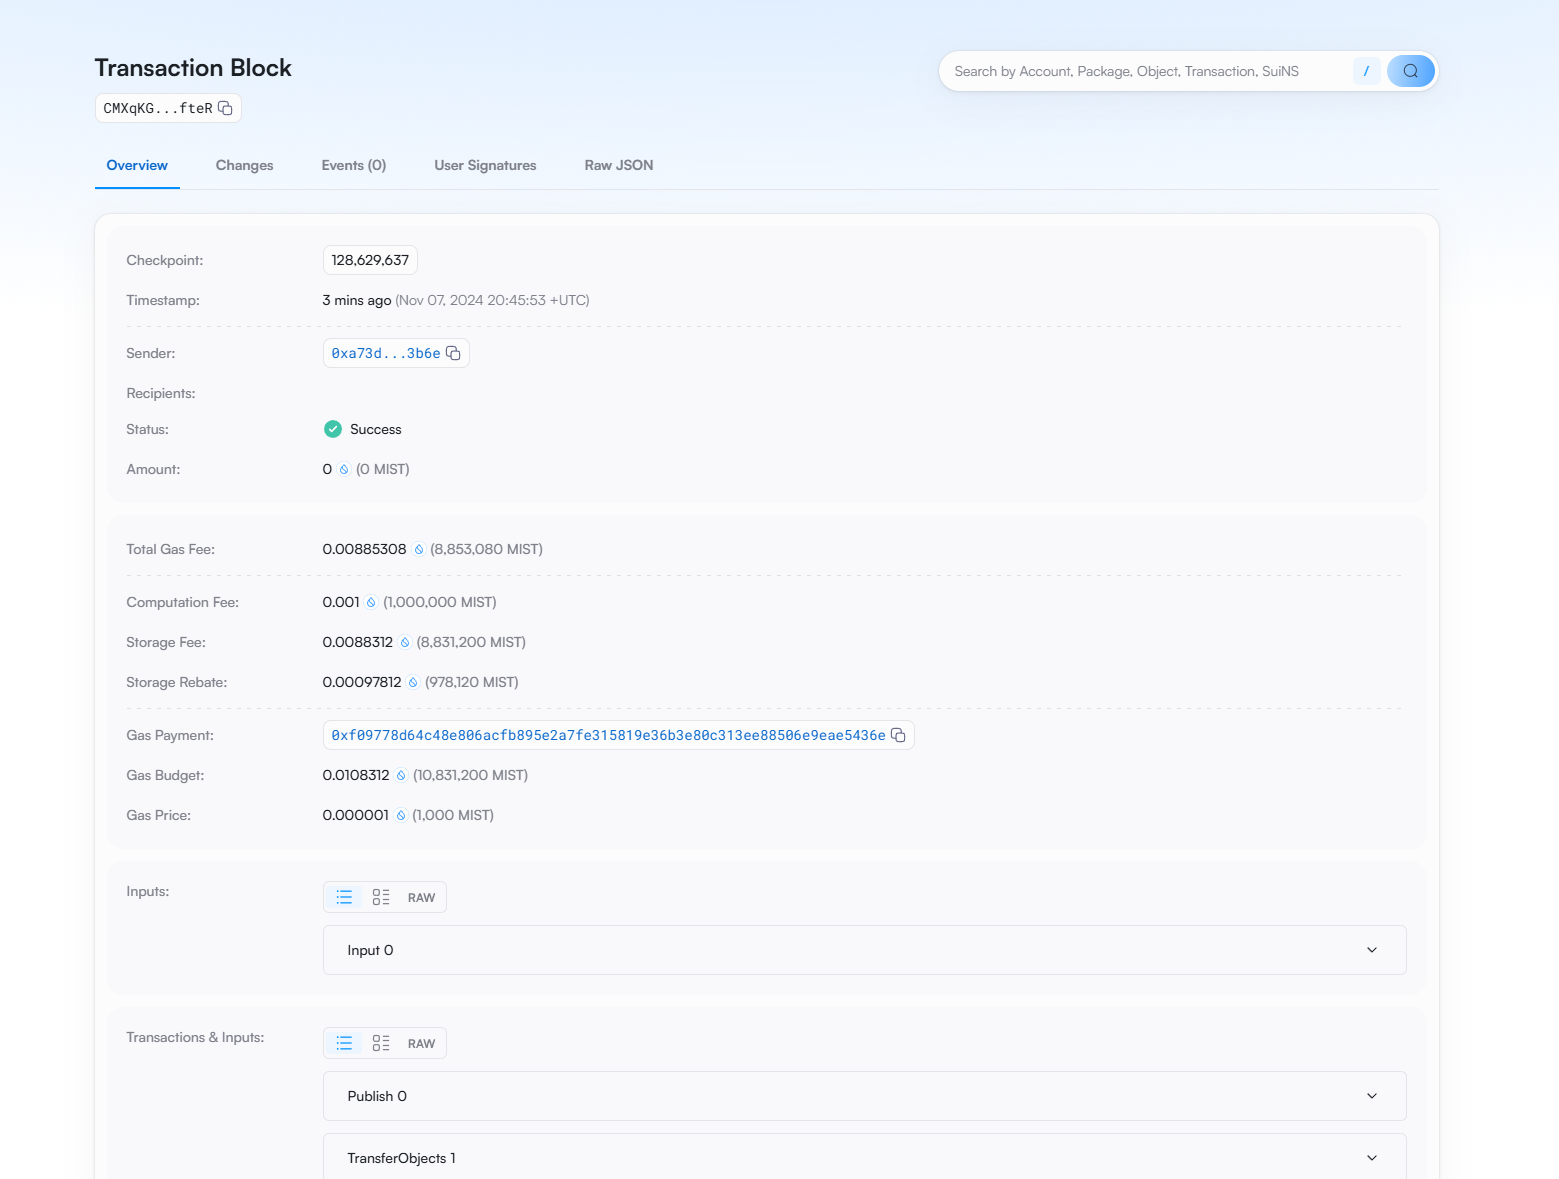 Transaction Block
Search by Account, Package, Object, Transaction, SuiNS /
CMXqKG...fteR
Overview Changes Events (0) User Signatures Raw JSON
Checkpoint: 128,629,637
Timestamp: 3 mins ago (Nov 07, 2024 20:45:53 +UTC)
Sender: 0xa73d...3b6e
Recipients:
Status: Success
Amount: 0 (0 MIST)
Total Gas Fee: 0.00885308 (8,853,080 MIST)
Computation Fee: 0.001 (1,000,000 MIST)
Storage Fee: 0.0088312 (8,831,200 MIST)
Storage Rebate: 0.00097812 (978,120 MIST)
Gas Payment: 0xf09778d64c48e806acfb895e2a7fe315819e36b3e80c313ee88506e9eae5436e
Gas Budget: 0.0108312 (10,831,200 MIST)
Gas Price: 0.000001 (1,000 MIST)
Inputs: RAW
Input 0
Transactions & Inputs: RAW
Publish 0
TransferObjects 1